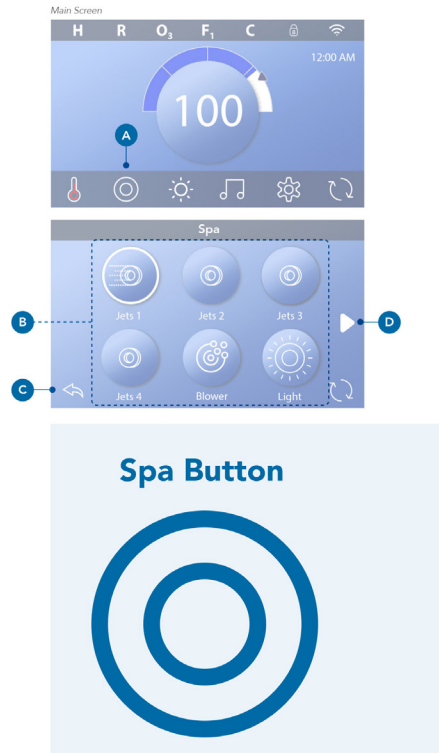 Main Screen
H R O₃ F₁ C
12:00 AM
100
A
Spa
Jets 1 Jets 2 Jets 3
B
D
C
Jets 4 Blower Light
Spa Button